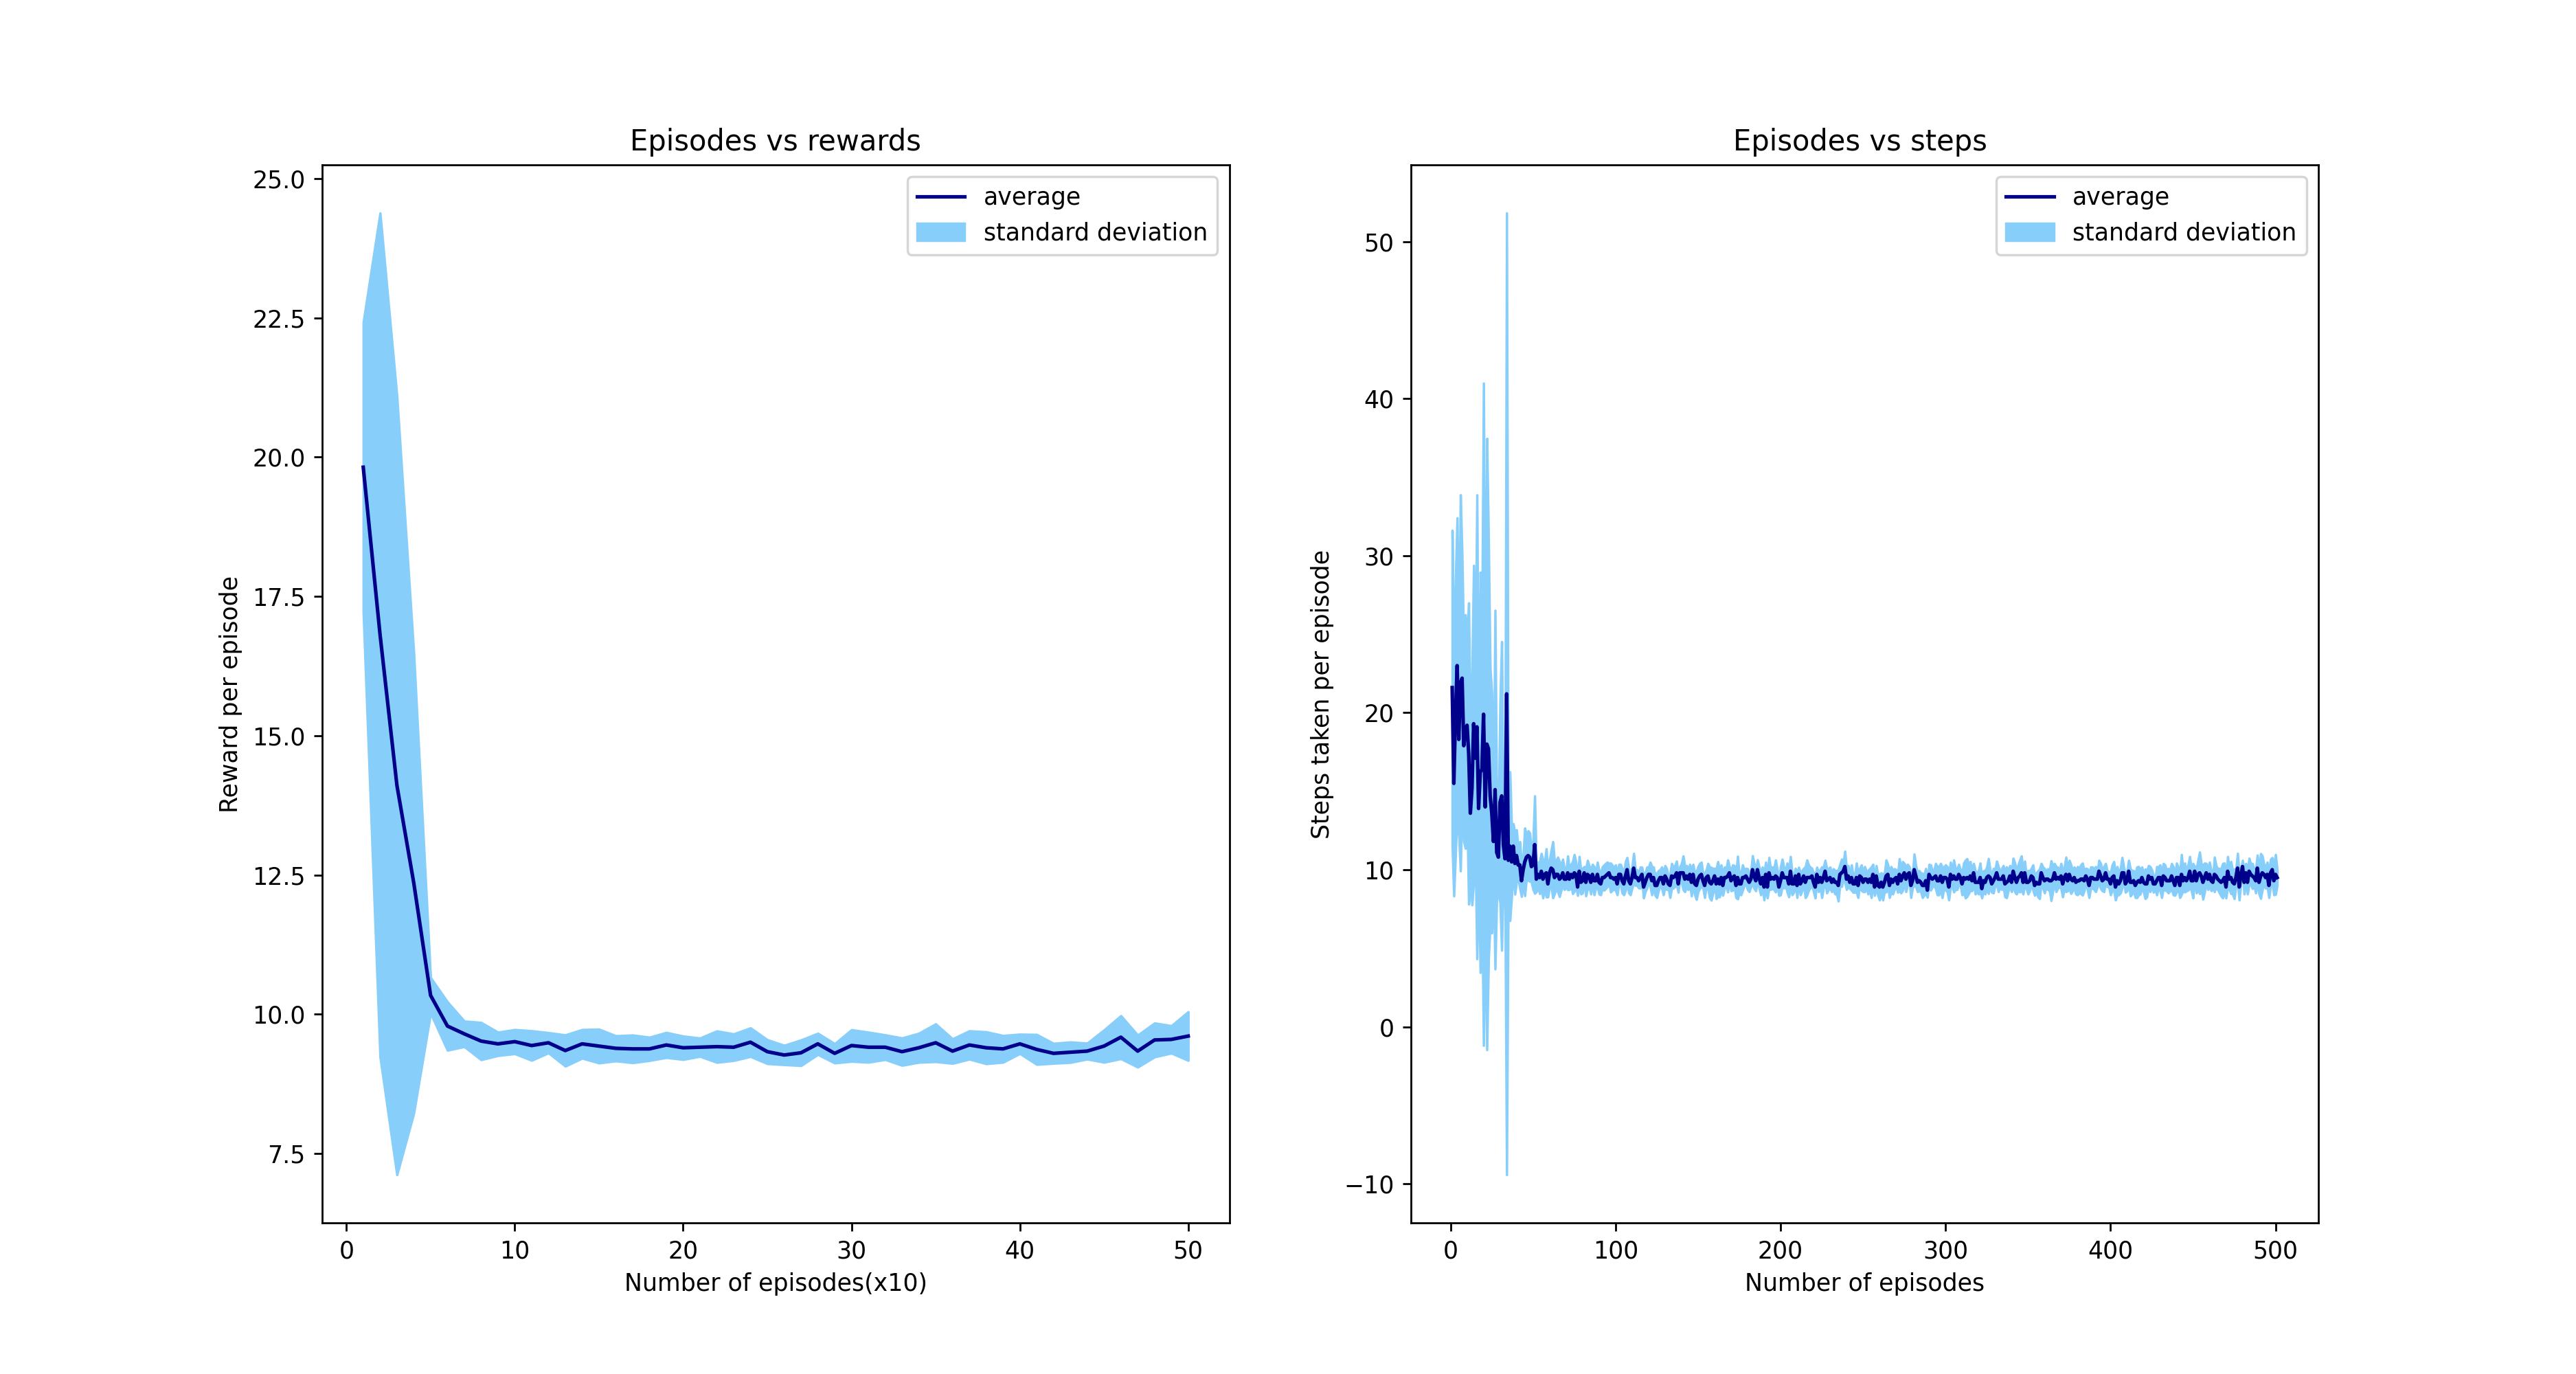 Episodes vs rewards
average
standard deviation
25.0
22.5
20.0
17.5
15.0
12.5
10.0
7.5
Reward per episode
0 10 20 30 40 50
Number of episodes(x10)
Episodes vs steps
average
standard deviation
50
40
30
20
10
0
−10
Steps taken per episode
0 100 200 300 400 500
Number of episodes